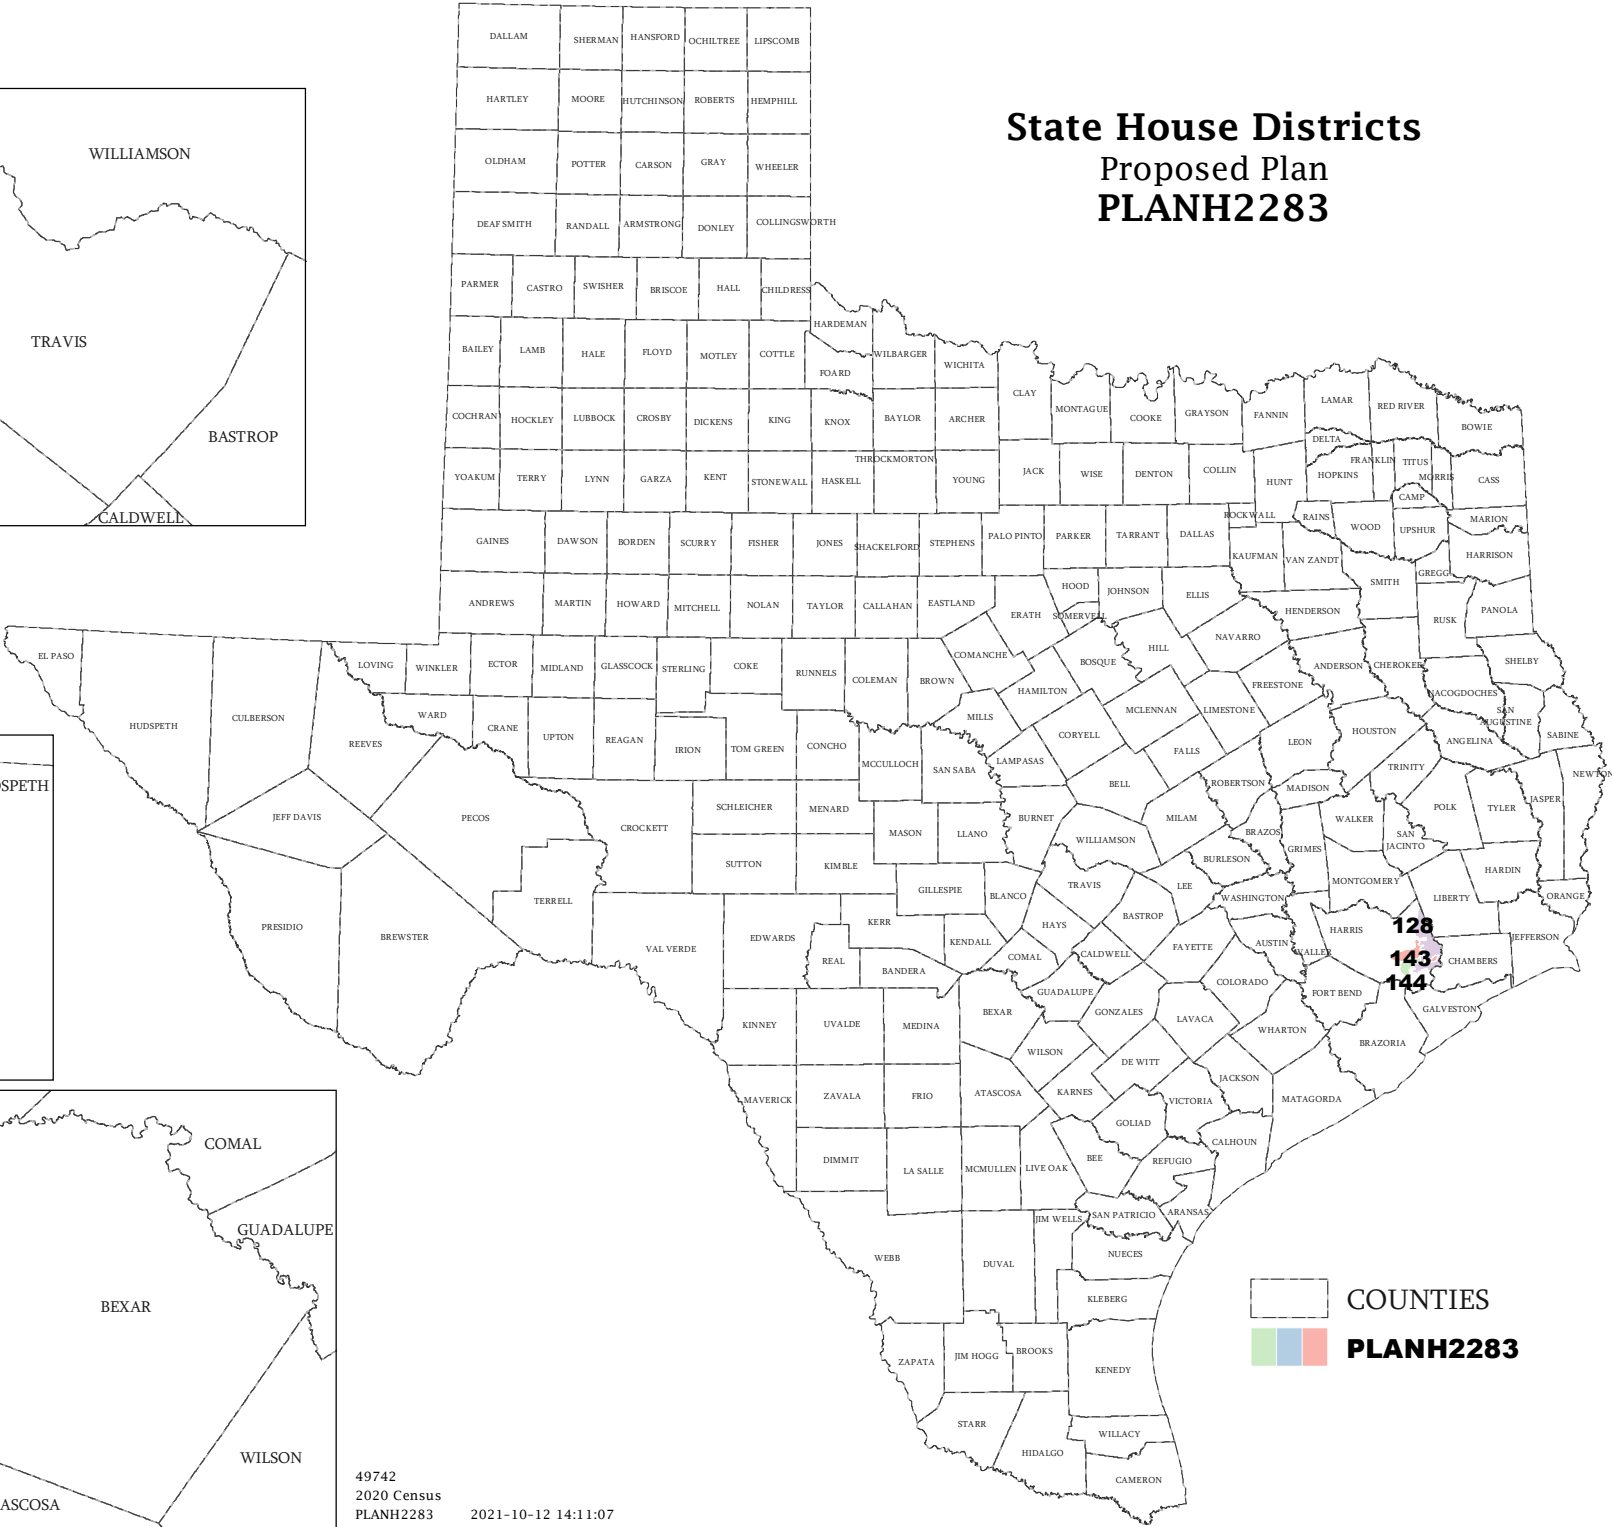 State House Districts
Proposed Plan
PLANH2283
WILLIAMSON
TRAVIS
BASTROP
CALDWELL
SPETH
COMAL
GUADALUPE
BEXAR
WILSON
ASCOSA
DALLAM SHERMAN HANSFORD OCHILTREE LIPSCOMB
HARTLEY MOORE HUTCHINSON ROBERTS HEMPHILL
OLDHAM POTTER CARSON GRAY WHEELER
DEAF SMITH RANDALL ARMSTRONG DONLEY COLLINGSWORTH
PARMER CASTRO SWISHER BRISCOE HALL CHILDRESS
HARDEMAN
BAILEY LAMB HALE FLOYD MOTLEY COTTLE FOARD WILBARGER WICHITA
CLAY MONTAGUE COOKE GRAYSON FANNIN LAMAR RED RIVER BOWIE
COCHRAN HOCKLEY LUBBOCK CROSBY DICKENS KING KNOX BAYLOR ARCHER
DELTA
YOAKUM TERRY LYNN GARZA KENT STONEWALL HASKELL THROCKMORTON YOUNG JACK WISE DENTON COLLIN HUNT HOPKINS FRANKLIN TITUS MORRIS CASS
CAMP
ROCKWALL RAINS WOOD UPSHUR MARION
GAINES DAWSON BORDEN SCURRY FISHER JONES SHACKELFORD STEPHENS PALO PINTO PARKER TARRANT DALLAS KAUFMAN VAN ZANDT SMITH GREGG HARRISON
ANDREWS MARTIN HOWARD MITCHELL NOLAN TAYLOR CALLAHAN EASTLAND ERATH HOOD SOMERVELL JOHNSON ELLIS HENDERSON RUSK PANOLA
EL PASO HUDSPETH CULBERSON REEVES LOVING WINKLER ECTOR MIDLAND GLASSCOCK STERLING COKE RUNNELS COLEMAN BROWN COMANCHE BOSQUE HILL NAVARRO ANDERSON CHEROKEE SHELBY
HAMILTON FREESTONE NACOGDOCHES
WARD CRANE UPTON REAGAN IRION TOM GREEN CONCHO MILLS MCLENNAN LIMESTONE
SAN
AUGUSTINE
SABINE
MCCULLOCH SAN SABA LAMPASAS CORYELL FALLS LEON HOUSTON ANGELINA
TRINITY NEWTON
JEFF DAVIS PECOS CROCKETT SCHLEICHER MENARD BELL ROBERTSON MADISON POLK TYLER JASPER
MASON LLANO BURNET MILAM BRAZOS WALKER
SAN
JACINTO
SUTTON KIMBLE WILLIAMSON BURLESON GRIMES HARDIN
PRESIDIO BREWSTER TERRELL GILLESPIE BLANCO TRAVIS LEE WASHINGTON MONTGOMERY LIBERTY ORANGE
VAL VERDE EDWARDS KERR KENDALL HAYS BASTROP FAYETTE AUSTIN WALLER HARRIS JEFFERSON
128
REAL BANDERA COMAL CALDWELL COLORADO CHAMBERS
143
144
FORT BEND GALVESTON
GUADALUPE GONZALES LAVACA WHARTON BRAZORIA
KINNEY UVALDE MEDINA BEXAR WILSON DE WITT JACKSON MATAGORDA
MAVERICK ZAVALA FRIO ATASCOSA KARNES VICTORIA
GOLIAD CALHOUN
DIMMIT LA SALLE MCMULLEN LIVE OAK BEE REFUGIO
JIM WELLS SAN PATRICIO ARANSAS
WEBB DUVAL NUECES
KLEBERG
ZAPATA JIM HOGG BROOKS KENEDY
STARR HIDALGO WILLACY
CAMERON
COUNTIES
PLANH2283
49742
2020 Census
PLANH2283 2021-10-12 14:11:07